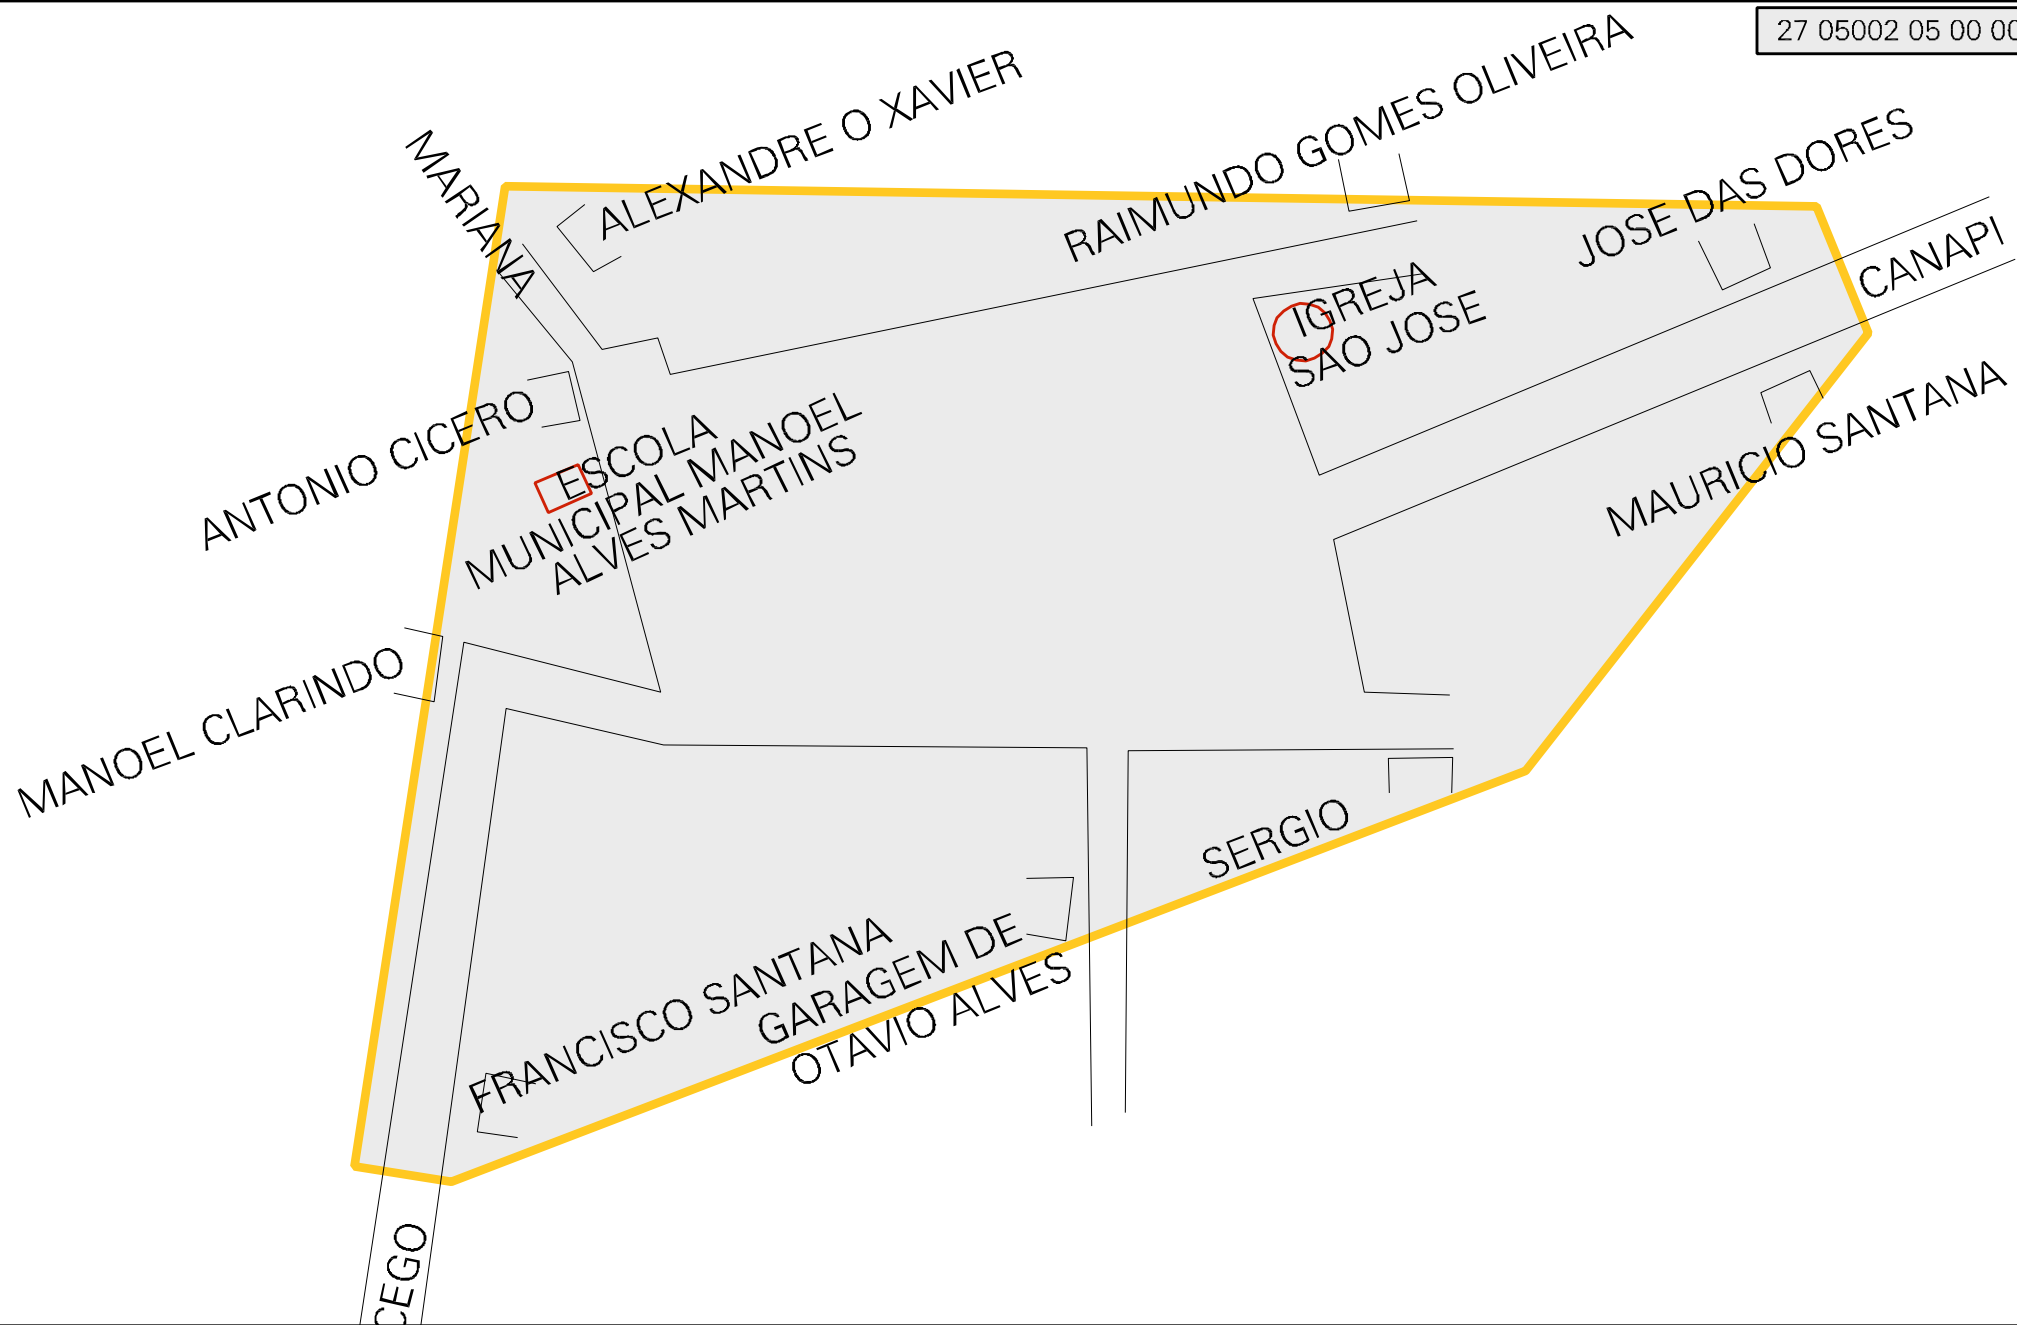 27 05002 05 00 00
ALEXANDRE O XAVIER
RAIMUNDO GOMES OLIVEIRA
MARIANA
JOSE DAS DORES
CANAPI
IGREJA
SAO JOSE
ANTONIO CICERO
ESCOLA
MUNICIPAL MANOEL
ALVES MARTINS
MAURICIO SANTANA
MANOEL CLARINDO
SERGIO
FRANCISCO SANTANA
GARAGEM DE
OTAVIO ALVES
CEGO